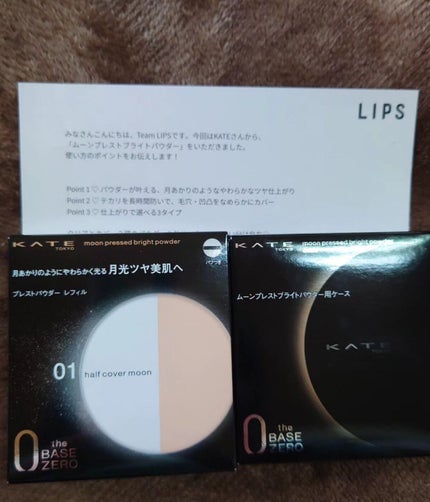 LIPS
みなさんこんにちは、Team LIPSです。今回はKATEさんから、
「ムーンプレストブライトパウダー」をいただきました。
使い方のポイントをお伝えします！
Point 1♡パウダーが叶える、月あかりのようなやわらかなツヤ仕上がり
Point 2♡テカリを長時間防いで、毛穴・凹凸をなめらかにカバー
Point 3♡仕上がりで選べる3タイプ
KATE
TOKYO
moon pressed bright powder
月あかりのようにやわらかく光る 月光ツヤ美肌へ
パフつき
プレストパウダー レフィル
01 half cover moon
0 the
BASE
ZERO
KATE
TOKYO
moon pressed bright powder
ムーンプレストブライトパウダー用ケース
KATE
0 the
BASE
ZERO